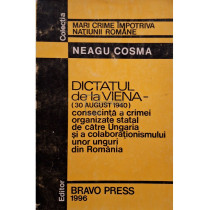 Colecția
MARI CRIME ÎMPOTRIVA
NAȚIUNII ROMÂNE
NEAGU COSMA
DICTATUL
de la VIENA-
(30 AUGUST 1940)
consecință a crimei
organizate statal
de către Ungaria
și a colaboraționismului
unor unguri
din România
Editor
BRAVO PRESS
1996